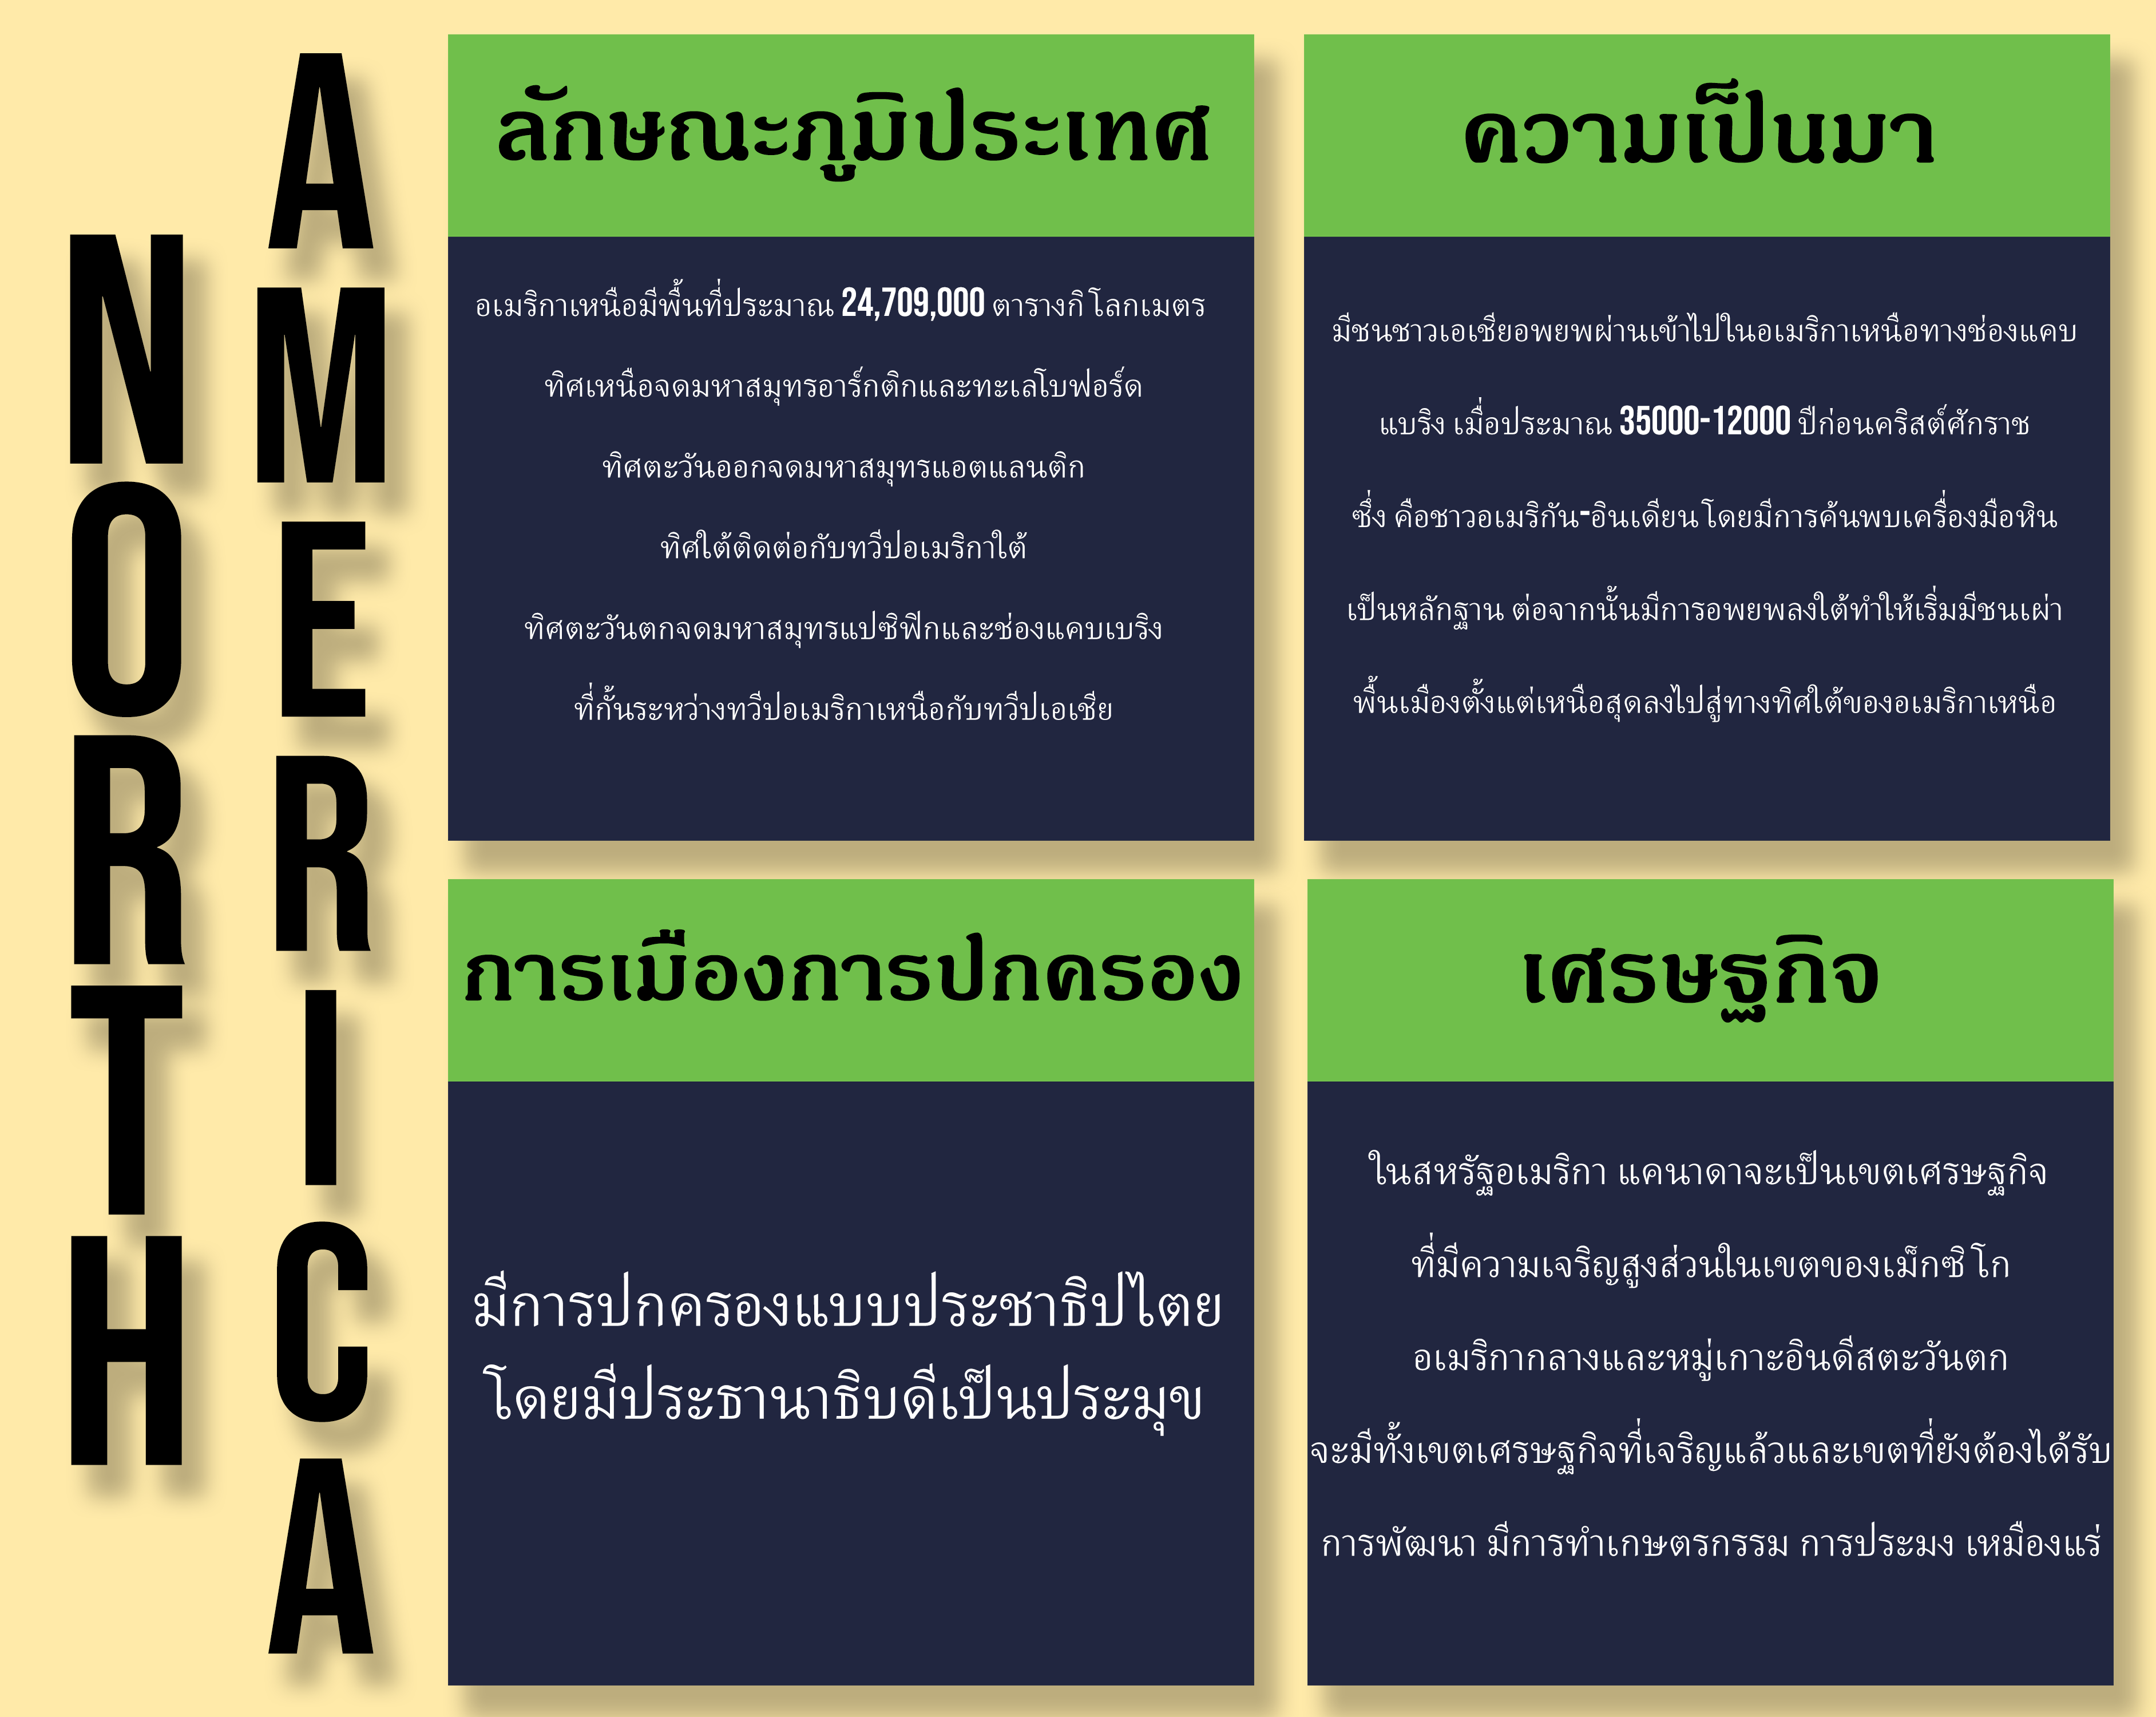 NORTH
AMERICA
ลักษณะภูมิประเทศ
อเมริกาเหนือมีพื้นที่ประมาณ 24,709,000 ตารางกิโลกเมตร
ทิศเหนือจดมหาสมุทรอาร์กติกและทะเลโบฟอร์ด
ทิศตะวันออกจดมหาสมุทรแอตแลนติก
ทิศใต้ติดต่อกับทวีปอเมริกาใต้
ทิศตะวันตกจดมหาสมุทรแปซิฟิกและช่องแคบเบริง
ที่กั้นระหว่างทวีปอเมริกาเหนือกับทวีปเอเชีย
ความเป็นมา
มีชนชาวเอเชียอพยพผ่านเข้าไปในอเมริกาเหนือทางช่องแคบ
แบริง เมื่อประมาณ 35000-12000 ปีก่อนคริสต์ศักราช
ซึ่ง คือชาวอเมริกัน-อินเดียน โดยมีการค้นพบเครื่องมือหิน
เป็นหลักฐาน ต่อจากนั้นมีการอพยพลงใต้ทำให้เริ่มมีชนเผ่า
พื้นเมืองตั้งแต่เหนือสุดลงไปสู่ทางทิศใต้ของอเมริกาเหนือ
การเมืองการปกครอง
มีการปกครองแบบประชาธิปไตย
โดยมีประธานาธิบดีเป็นประมุข
เศรษฐกิจ
ในสหรัฐอเมริกา แคนาดาจะเป็นเขตเศรษฐกิจ
ที่มีความเจริญสูงส่วนในเขตของเม็กซิโก
อเมริกากลางและหมู่เกาะอินดีสตะวันตก
จะมีทั้งเขตเศรษฐกิจที่เจริญแล้วและเขตที่ยังต้องได้รับ
การพัฒนา มีการทำเกษตรกรรม การประมง เหมืองแร่